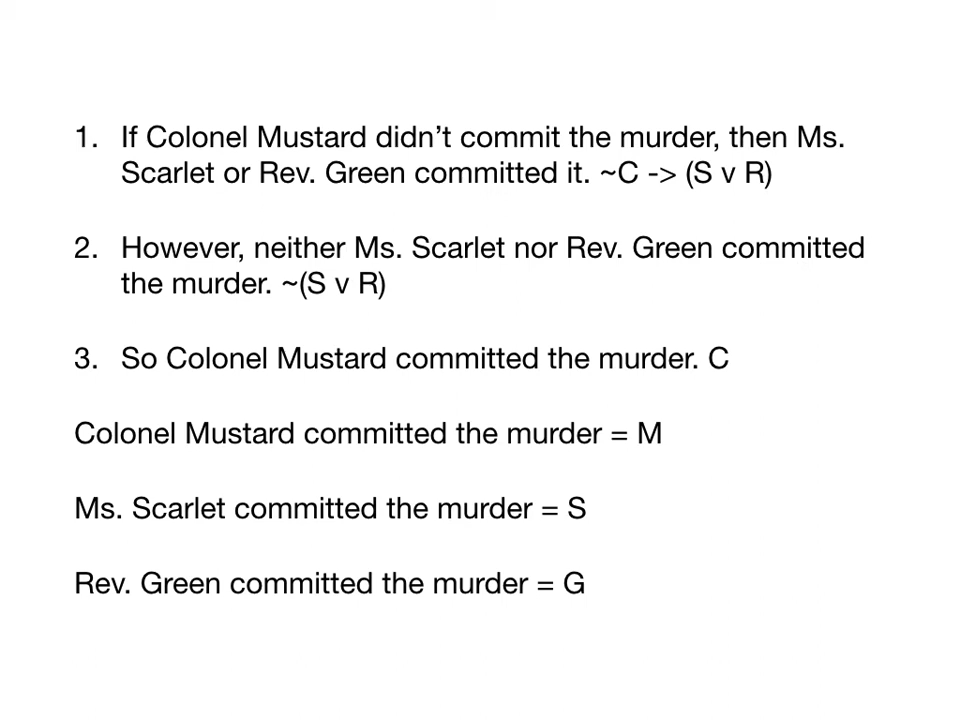 1. If Colonel Mustard didn’t commit the murder, then Ms.
Scarlet or Rev. Green committed it. ~C -> (S v R)
2. However, neither Ms. Scarlet nor Rev. Green committed
the murder. ~(S v R)
3. So Colonel Mustard committed the murder. C
Colonel Mustard committed the murder = M
Ms. Scarlet committed the murder = S
Rev. Green committed the murder = G